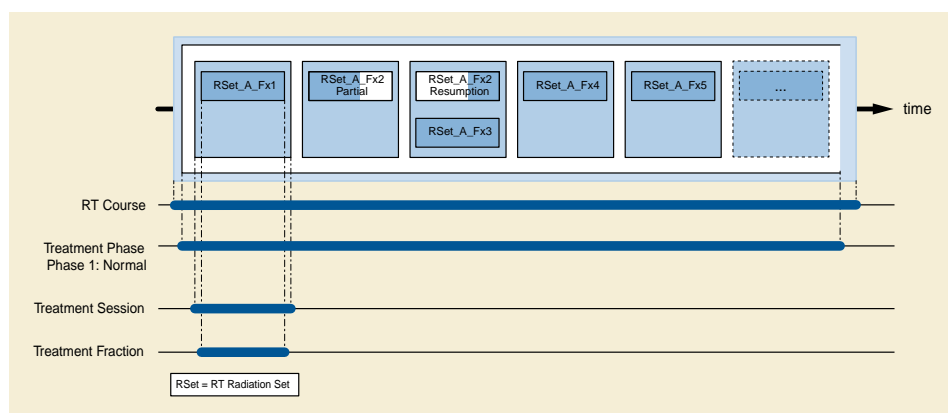 RSet_A_Fx1
RSet_A_Fx2
Partial
RSet_A_Fx2
Resumption
RSet_A_Fx3
RSet_A_Fx4
RSet_A_Fx5
...
time
RT Course
Treatment Phase
Phase 1: Normal
Treatment Session
Treatment Fraction
RSet = RT Radiation Set